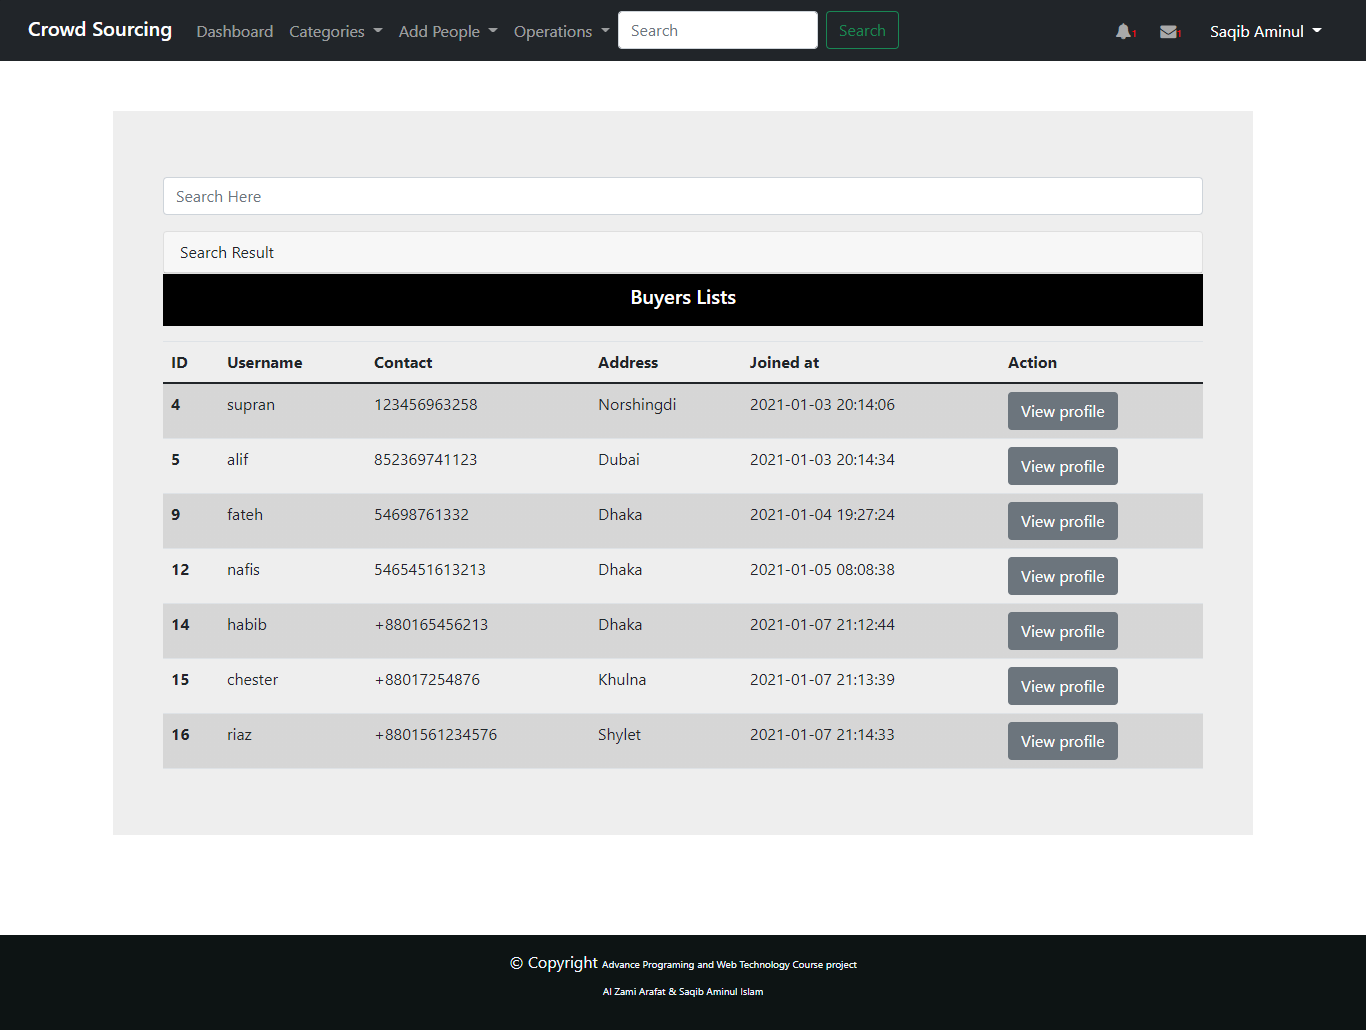 Crowd Sourcing Dashboard Categories Add People Operations Search Search 1 1 Saqib Aminul
Search Here
Search Result
Buyers Lists
ID Username Contact Address Joined at Action
4 supran 123456963258 Norshingdi 2021-01-03 20:14:06 View profile
5 alif 852369741123 Dubai 2021-01-03 20:14:34 View profile
9 fateh 54698761332 Dhaka 2021-01-04 19:27:24 View profile
12 nafis 5465451613213 Dhaka 2021-01-05 08:08:38 View profile
14 habib +880165456213 Dhaka 2021-01-07 21:12:44 View profile
15 chester +88017254876 Khulna 2021-01-07 21:13:39 View profile
16 riaz +8801561234576 Shylet 2021-01-07 21:14:33 View profile
© Copyright Advance Programing and Web Technology Course project
Al Zami Arafat & Saqib Aminul Islam